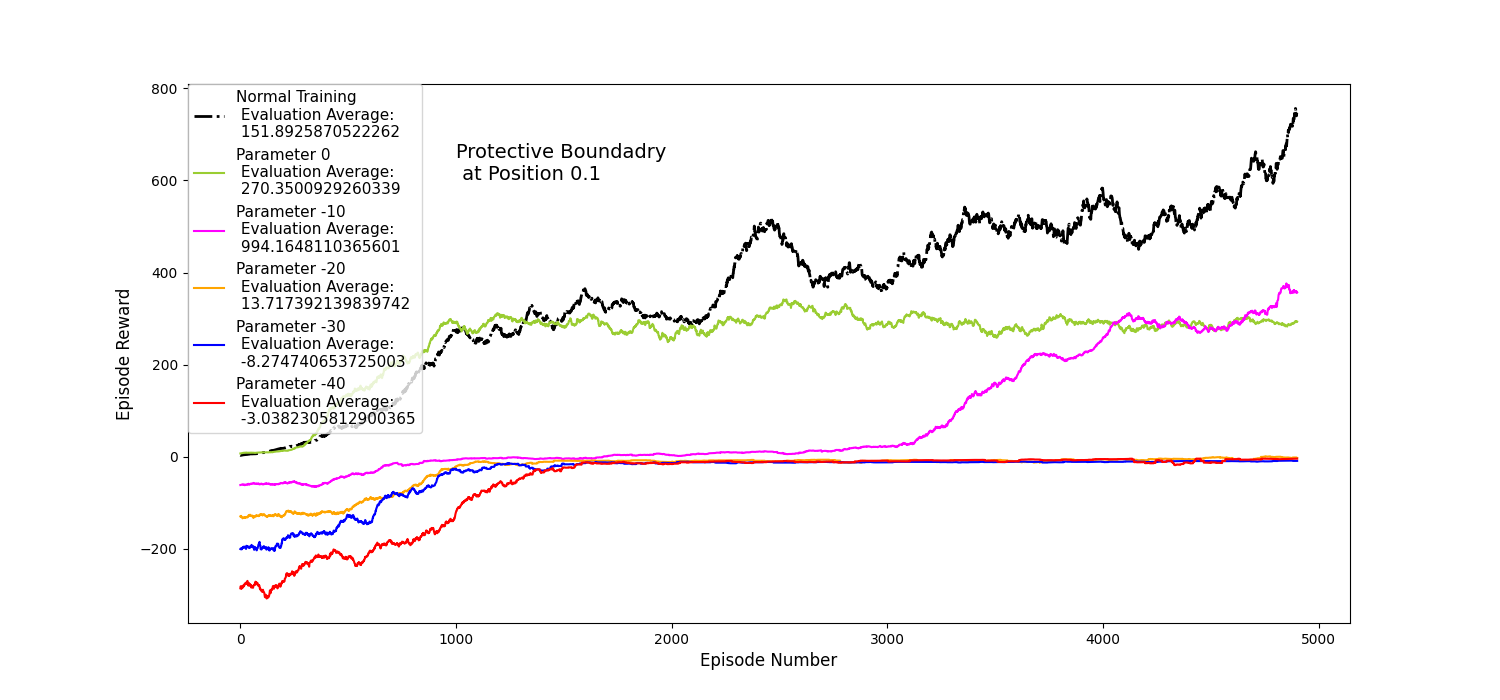 Normal Training
Evaluation Average:
151.8925870522262
Parameter 0
Evaluation Average:
270.3500929260339
Parameter -10
Evaluation Average:
994.1648110365601
Parameter -20
Evaluation Average:
13.717392139839742
Parameter -30
Evaluation Average:
-8.274740653725003
Parameter -40
Evaluation Average:
-3.0382305812900365
Protective Boundadry
at Position 0.1
800
600
400
200
0
−200
Episode Reward
0 1000 2000 3000 4000 5000
Episode Number